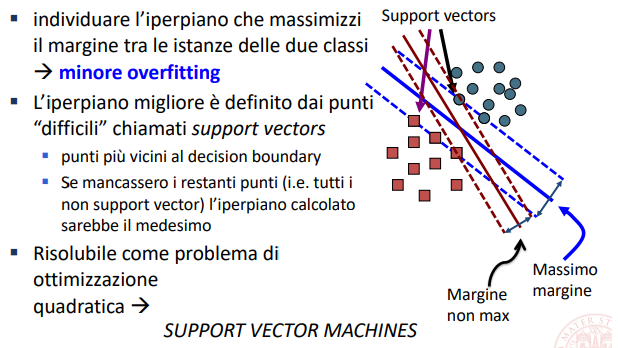 ▪ individuare l'iperpiano che massimizzi
il margine tra le istanze delle due classi
→ minore overfitting
▪ L'iperpiano migliore è definito dai punti
"difficili" chiamati support vectors
▪ punti più vicini al decision boundary
▪ Se mancassero i restanti punti (i.e. tutti i
non support vector) l'iperpiano calcolato
sarebbe il medesimo
▪ Risolubile come problema di
ottimizzazione
quadratica →
Support vectors
Massimo
margine
Margine
non max
SUPPORT VECTOR MACHINES